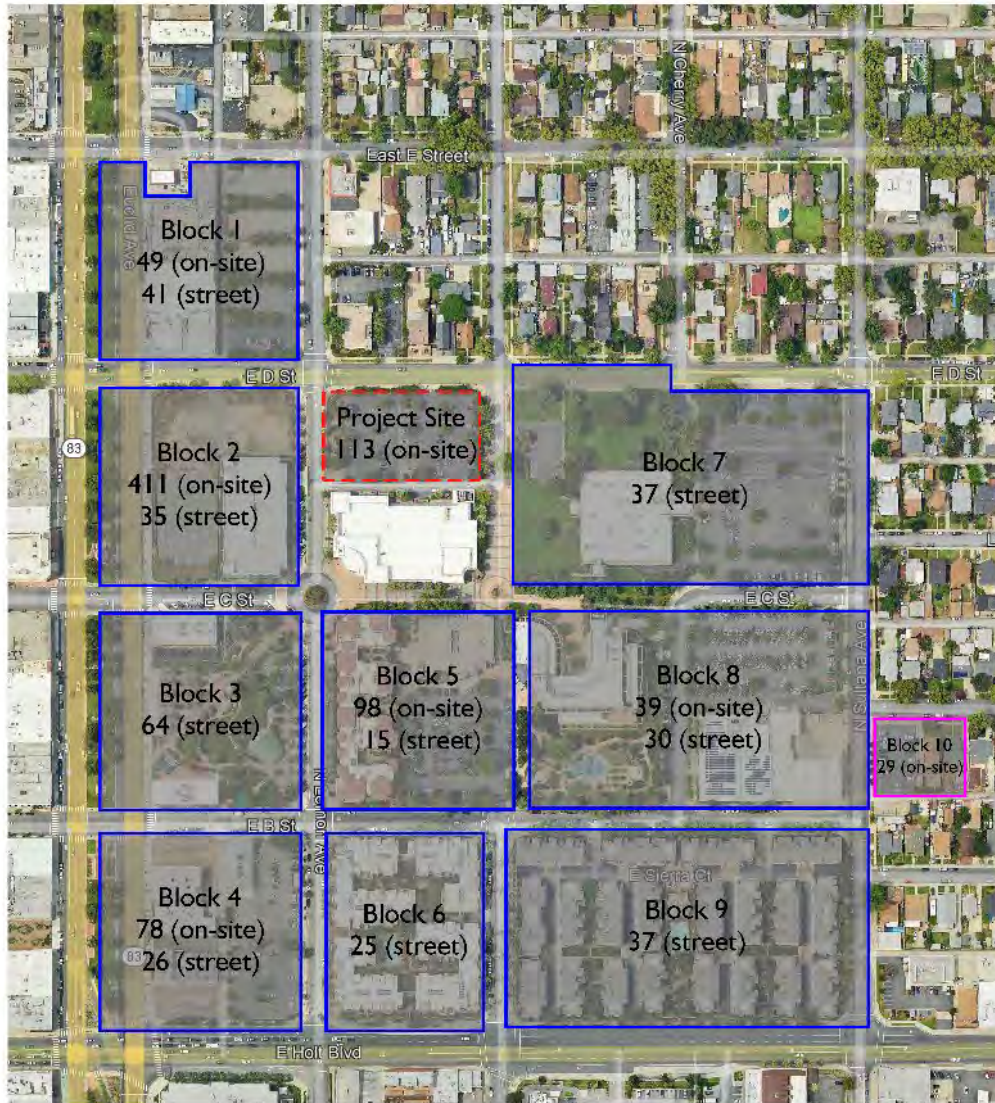 N Cherry Ave
East E Street
Euclid Ave
Block 1
49 (on-site)
41 (street)
E D St
E D St
83
Block 2
411 (on-site)
35 (street)
Project Site
113 (on-site)
Block 7
37 (street)
E C St
E C St
Block 3
64 (street)
Block 5
98 (on-site)
15 (street)
Block 8
39 (on-site)
30 (street)
N Sultana Ave
Block 10
29 (on-site)
E B St
Block 4
78 (on-site)
26 (street)
83
Block 6
25 (street)
E Sierra Ct
Block 9
37 (street)
E Holt Blvd